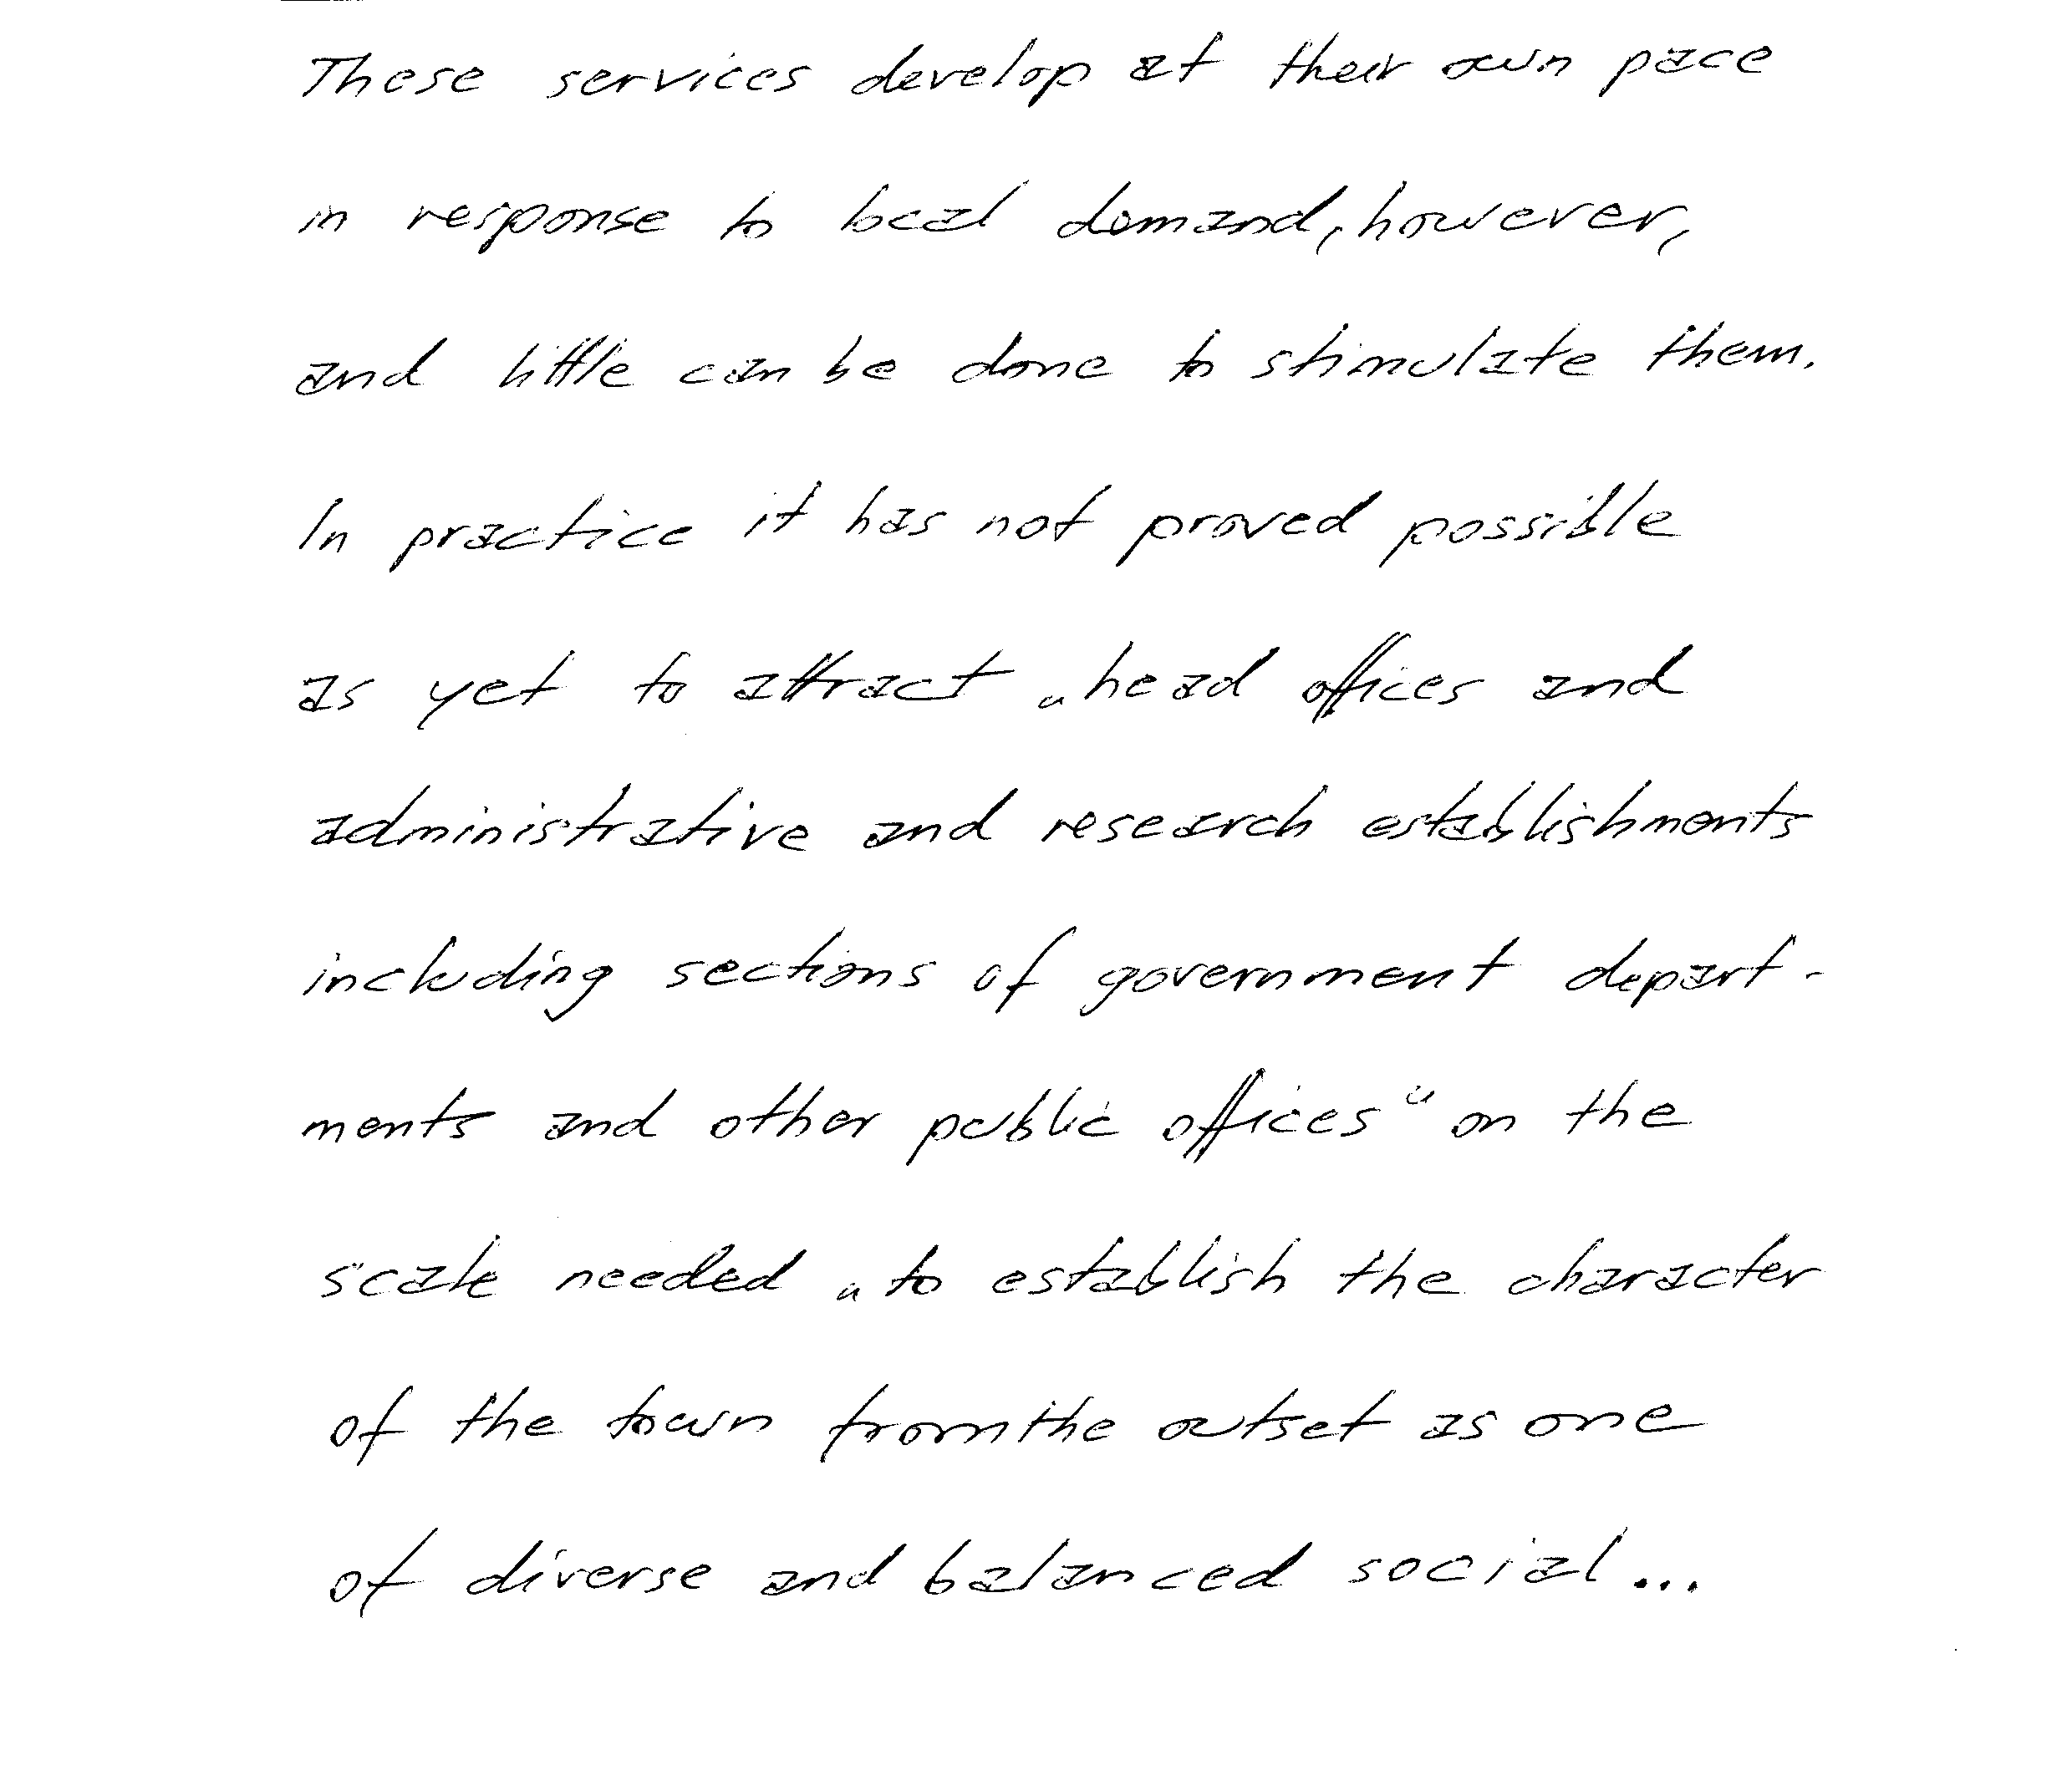 These services develop at their own pace
in response to local demand, however,
and little can be done to stimulate them.
In practice it has not proved possible
as yet to attract „head offices and
administrative and research establishments
including sections of government depart-
ments and other public offices“ on the
scale needed „to establish the character
of the town from the outset as one
of diverse and balanced social...